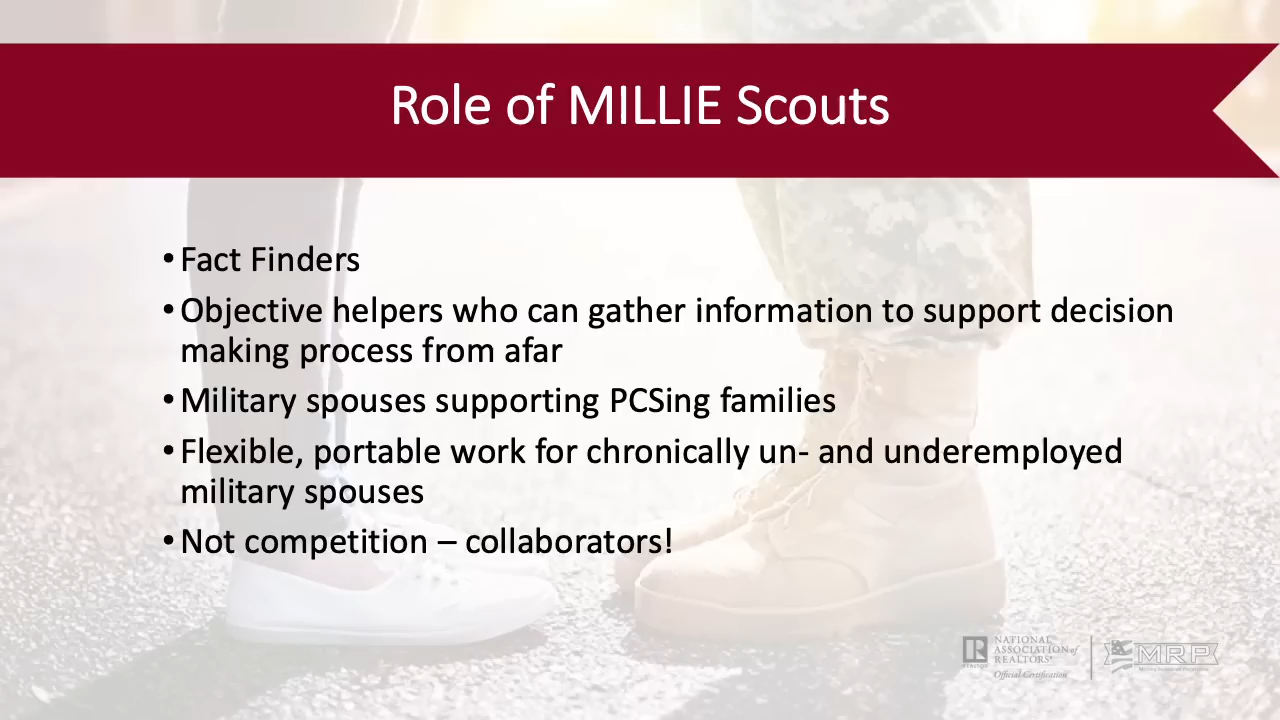 Role of MILLIE Scouts
•Fact Finders
•Objective helpers who can gather information to support decision
making process from afar
•Military spouses supporting PCSing families
•Flexible, portable work for chronically un- and underemployed
military spouses
•Not competition – collaborators!
NATIONAL
ASSOCIATION of
REALTORS®
REALTOR®
Official Certification
MRP